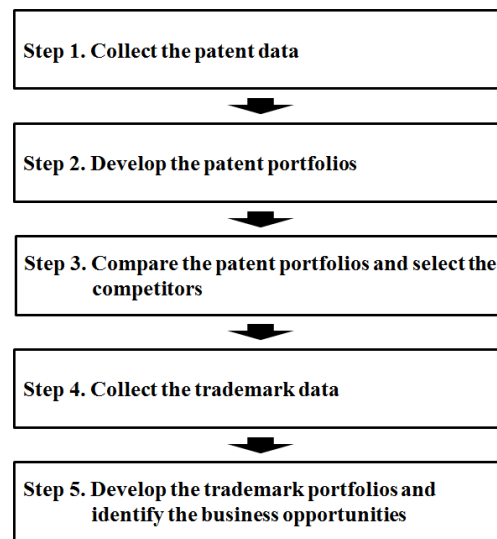 Step 1. Collect the patent data
Step 2. Develop the patent portfolios
Step 3. Compare the patent portfolios and select the
competitors
Step 4. Collect the trademark data
Step 5. Develop the trademark portfolios and
identify the business opportunities